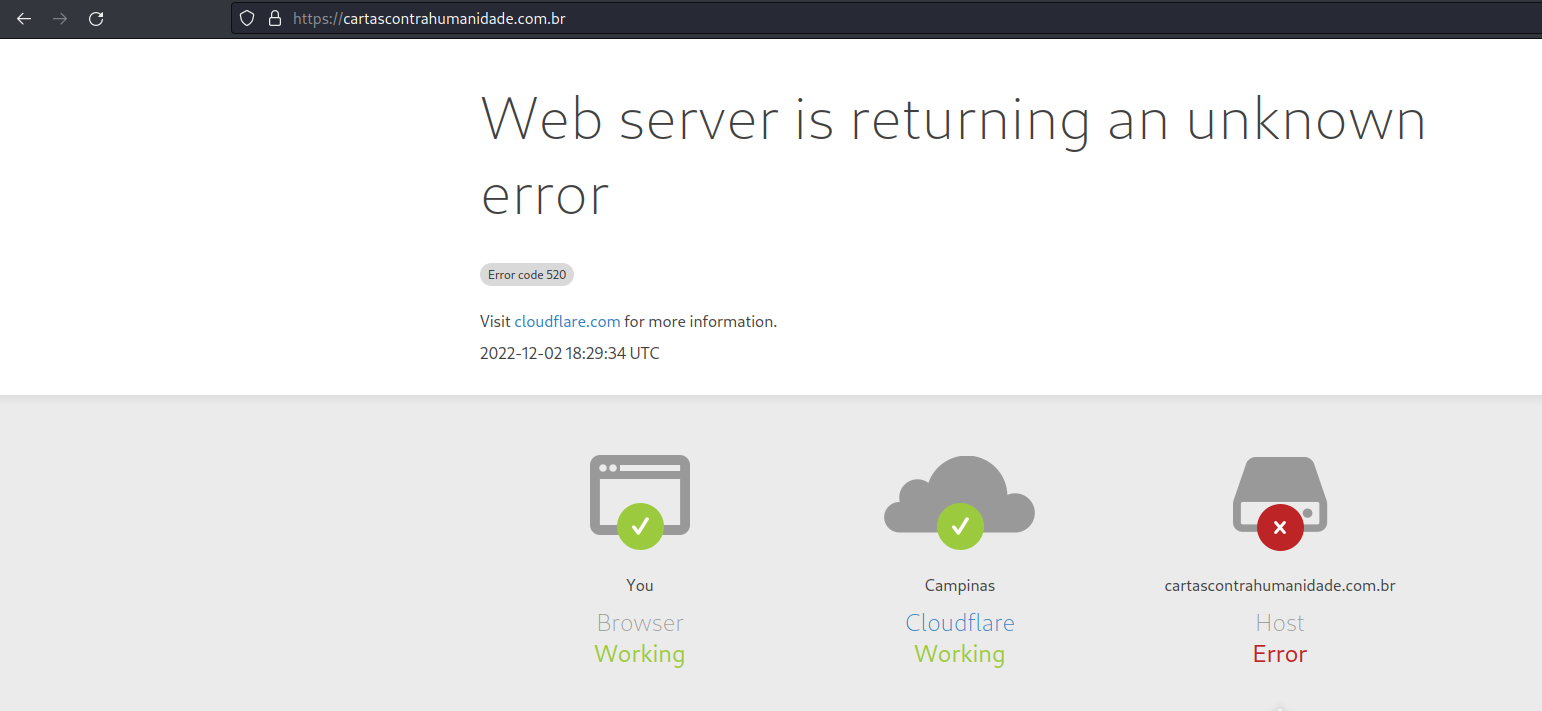 https://cartascontrahumanidade.com.br
Web server is returning an unknown
error
Error code 520
Visit cloudflare.com for more information.
2022-12-02 18:29:34 UTC
You
Browser
Working
Campinas
Cloudflare
Working
cartascontrahumanidade.com.br
Host
Error